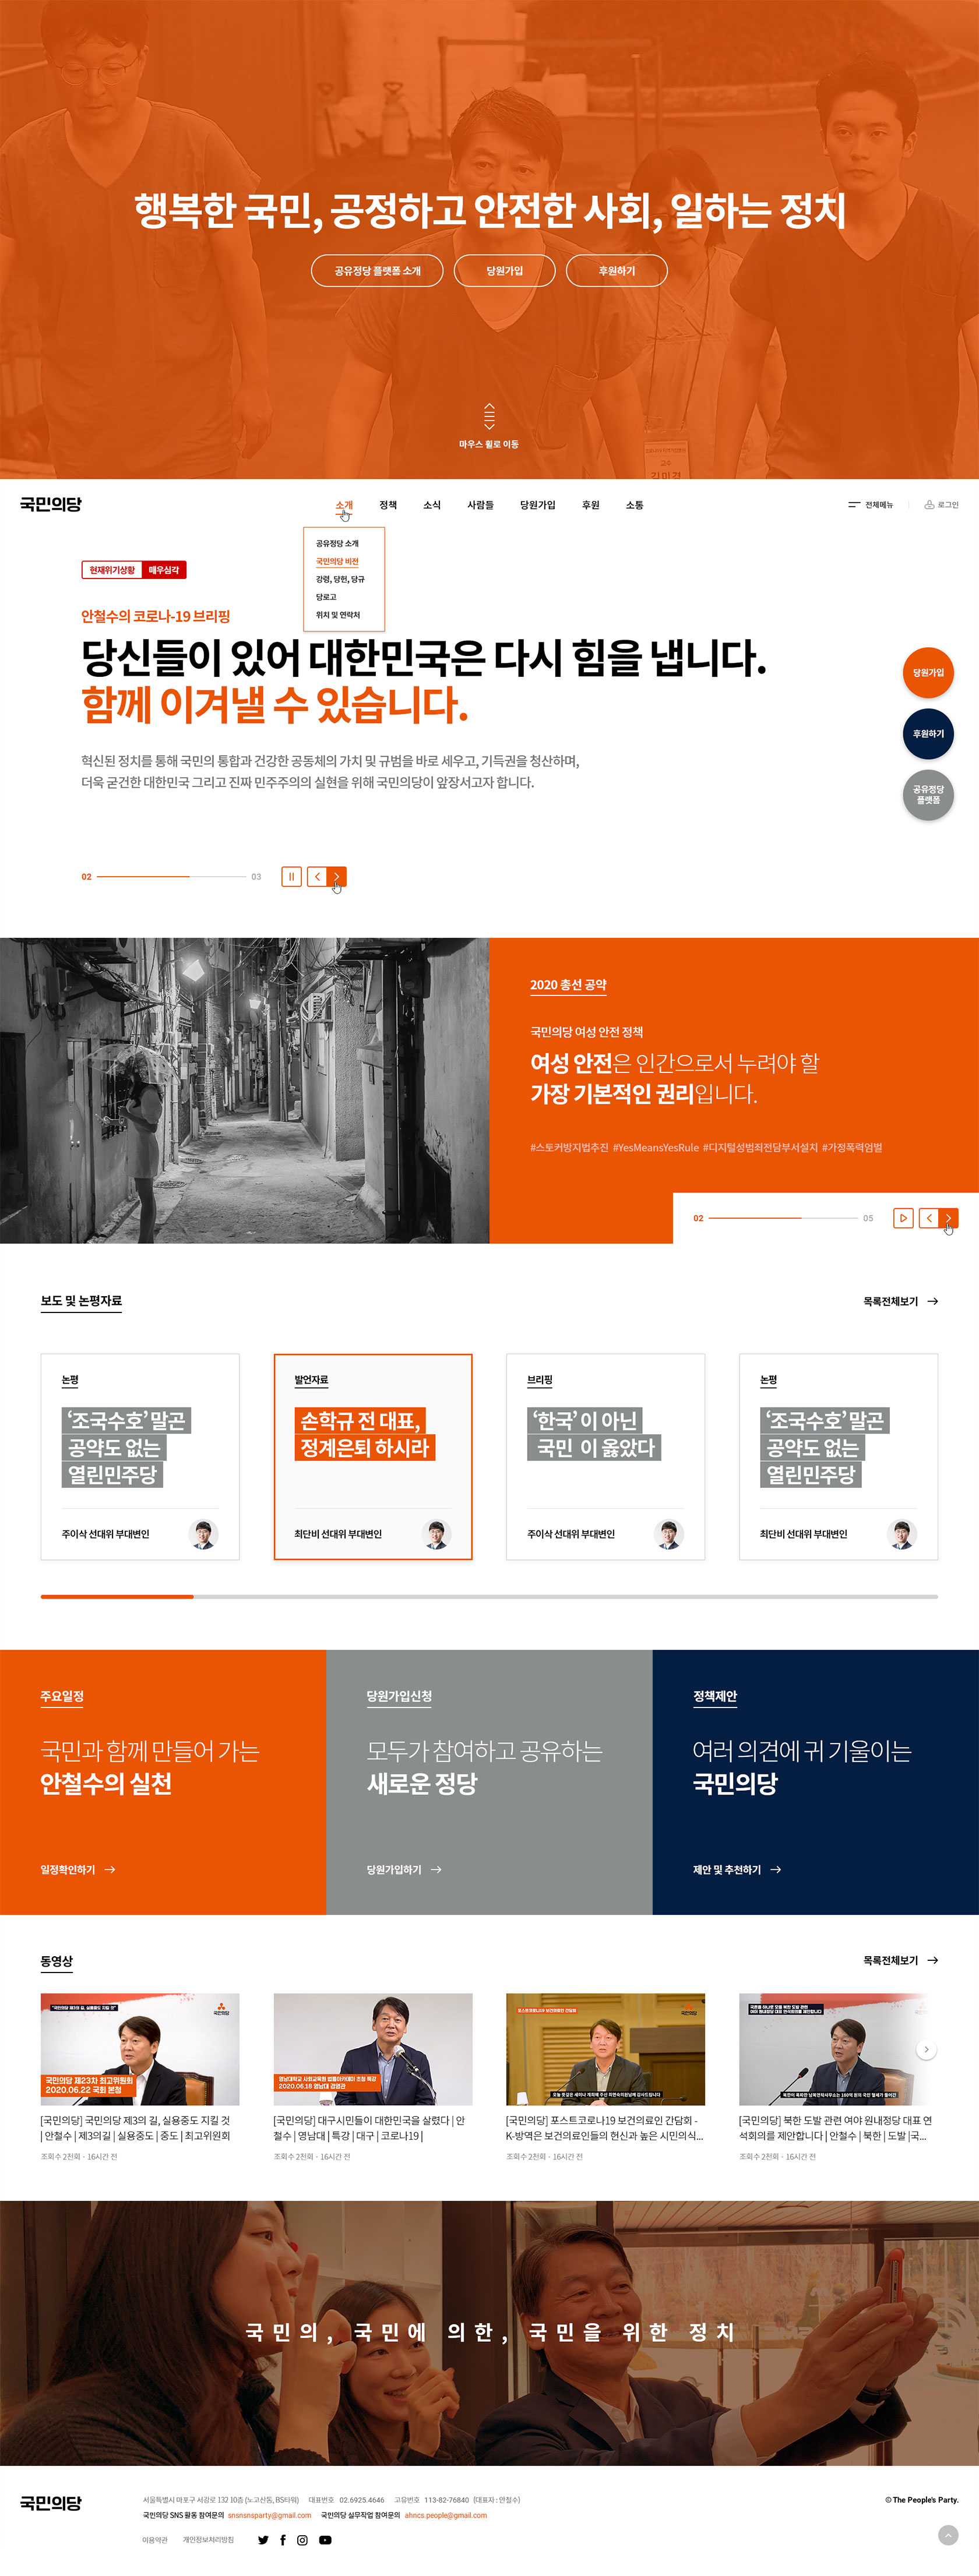 행복한 국민, 공정하고 안전한 사회, 일하는 정치
공유정당 플랫폼 소개
당원가입
후원하기
마우스 휠로 이동
국민의당
소개 정책 소식 사람들 당원가입 후원 소통
전체메뉴 로그인
공유정당 소개
국민의당 비전
강령, 당헌, 당규
당로고
위치 및 연락처
현재위기상황 매우심각
안철수의 코로나-19 브리핑
당신들이 있어 대한민국은 다시 힘을 냅니다.
함께 이겨낼 수 있습니다.
혁신된 정치를 통해 국민의 통합과 건강한 공동체의 가치 및 규범을 바로 세우고, 기득권을 청산하며,
더욱 굳건한 대한민국 그리고 진짜 민주주의의 실현을 위해 국민의당이 앞장서고자 합니다.
당원가입
후원하기
공유정당
플랫폼
02 03
2020 총선 공약
국민의당 여성 안전 정책
여성 안전은 인간으로서 누려야 할
가장 기본적인 권리입니다.
#스토커방지법추진 #YesMeansYesRule #디지털성범죄전담부서설치 #가정폭력엄벌
02 05
보도 및 논평자료
목록전체보기
논평
‘조국수호’ 말곤
공약도 없는
열린민주당
주이삭 선대위 부대변인
발언자료
손학규 전 대표,
정계은퇴 하시라
최단비 선대위 부대변인
브리핑
‘한국’ 이 아닌
국민 이 옳았다
주이삭 선대위 부대변인
논평
‘조국수호’ 말곤
공약도 없는
열린민주당
최단비 선대위 부대변인
주요일정
국민과 함께 만들어 가는
안철수의 실천
일정확인하기
당원가입신청
모두가 참여하고 공유하는
새로운 정당
당원가입하기
정책제안
여러 의견에 귀 기울이는
국민의당
제안 및 추천하기
동영상
목록전체보기
국민의당
국민의당 제23차 최고위원회
2020.06.22 국회 본청
[국민의당] 국민의당 제3의 길, 실용중도 지킬 것
| 안철수 | 제3의길 | 실용중도 | 중도 | 최고위원회
조회수 2천회 · 16시간 전
2020.06.18 영남대 경영관
[국민의당] 대구시민들이 대한민국을 살렸다 | 안
철수 | 영남대 | 특강 | 대구 | 코로나19 |
조회수 2천회 · 16시간 전
포스트코로나19 보건의료인 간담회
[국민의당] 포스트코로나19 보건의료인 간담회 -
K-방역은 보건의료인들의 헌신과 높은 시민의식...
조회수 2천회 · 16시간 전
[국민의당] 북한 도발 관련 여야 원내정당 대표 연
석회의를 제안합니다 | 안철수 | 북한 | 도발 |국...
조회수 2천회 · 16시간 전
국민의, 국민에 의한, 국민을 위한 정치
국민의당
서울특별시 마포구 서강로 132 10층 (노고산동, BS타워) 대표번호 02.6925.4646 고유번호 113-82-76840 (대표자 : 안철수)
국민의당 SNS 활동 참여문의 snsnsnsparty@gmail.com 국민의당 실무작업 참여문의 ahncs.people@gmail.com
이용약관 개인정보처리방침
© The People's Party.